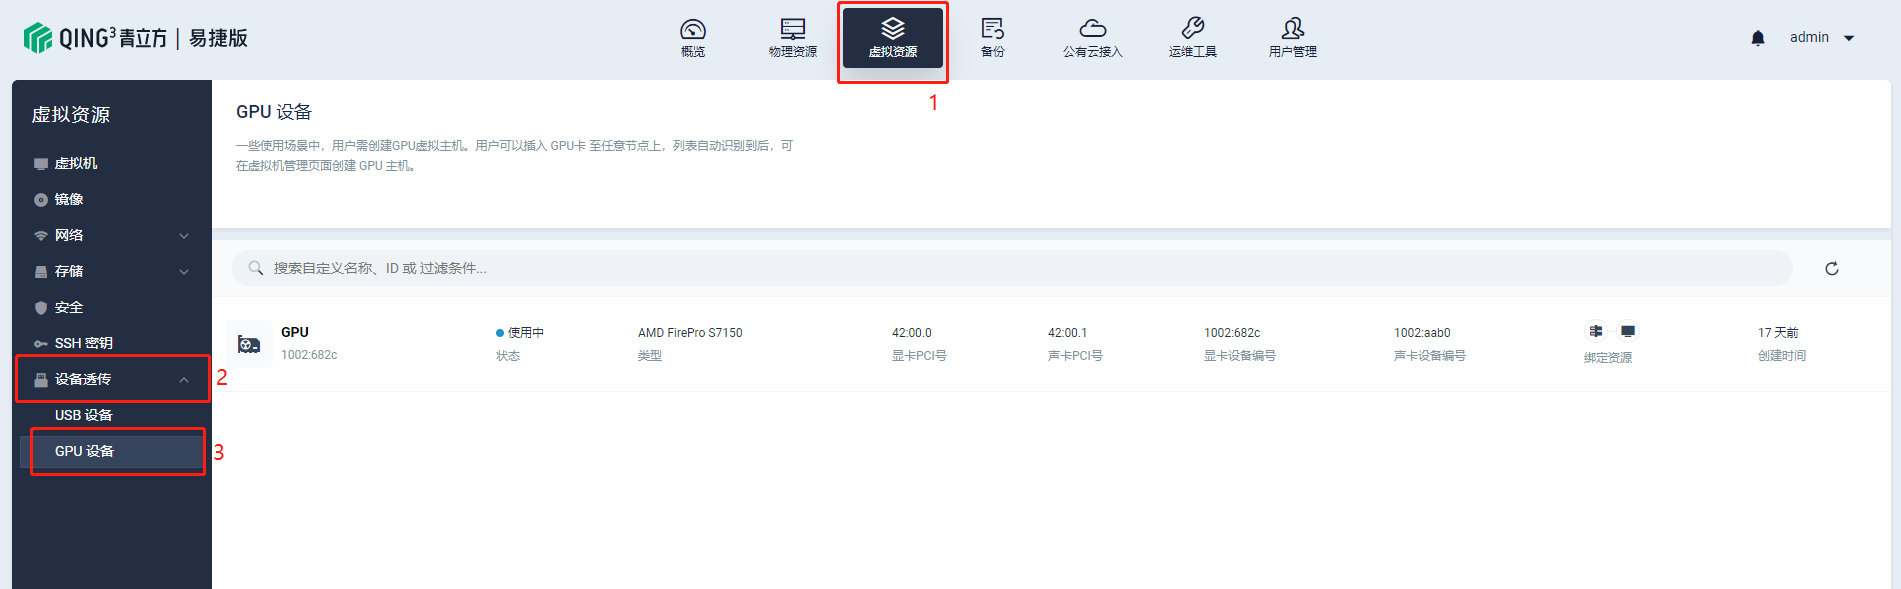 QING³青立方 | 易捷版
概览
物理资源
虚拟资源
备份
公有云接入
运维工具
用户管理
admin
1
虚拟资源
虚拟机
镜像
网络
存储
安全
SSH 密钥
设备透传
2
USB 设备
GPU 设备
3
GPU 设备
一些使用场景中，用户需创建GPU虚拟主机。用户可以插入 GPU卡 至任意节点上，列表自动识别到后，可
在虚拟机管理页面创建 GPU 主机。
搜索自定义名称、ID 或 过滤条件...
GPU
1002:682c
使用中
状态
AMD FirePro S7150
类型
42:00.0
显卡PCI号
42:00.1
声卡PCI号
1002:682c
显卡设备编号
1002:aab0
声卡设备编号
绑定资源
17 天前
创建时间